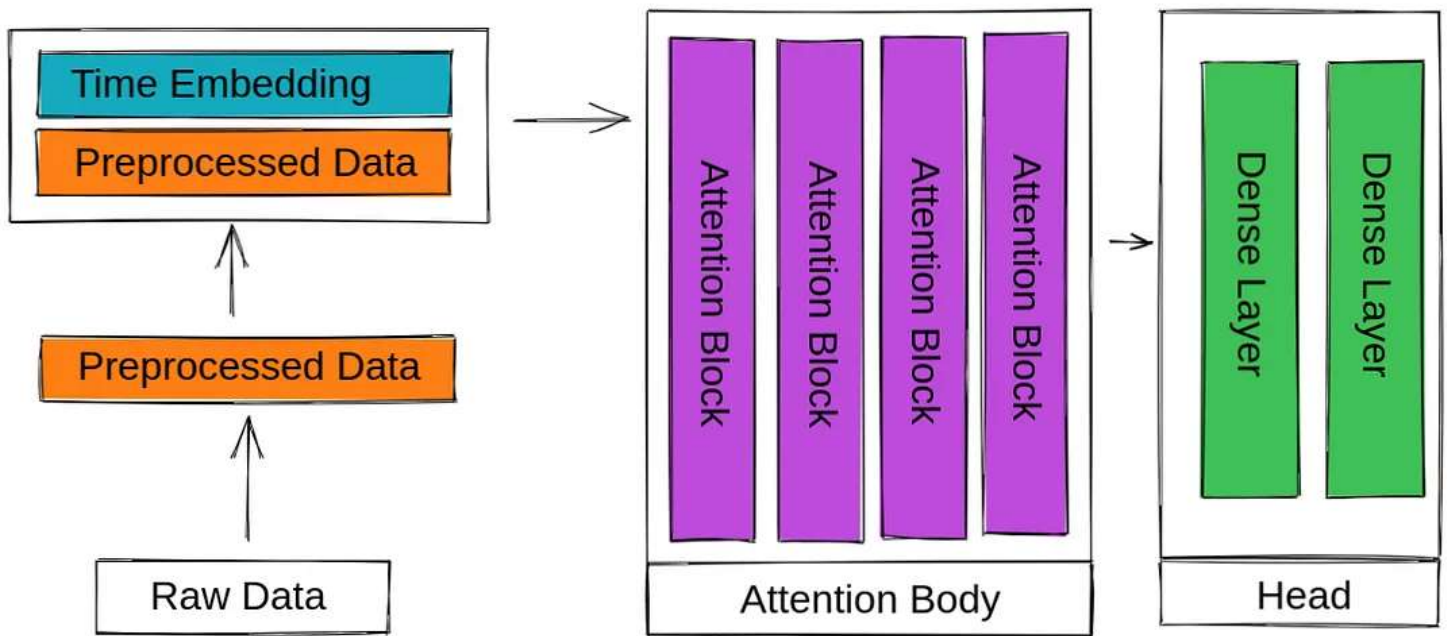 Time Embedding
Preprocessed Data
Preprocessed Data
Raw Data
Attention Block
Attention Block
Attention Block
Attention Block
Attention Body
Dense Layer
Dense Layer
Head